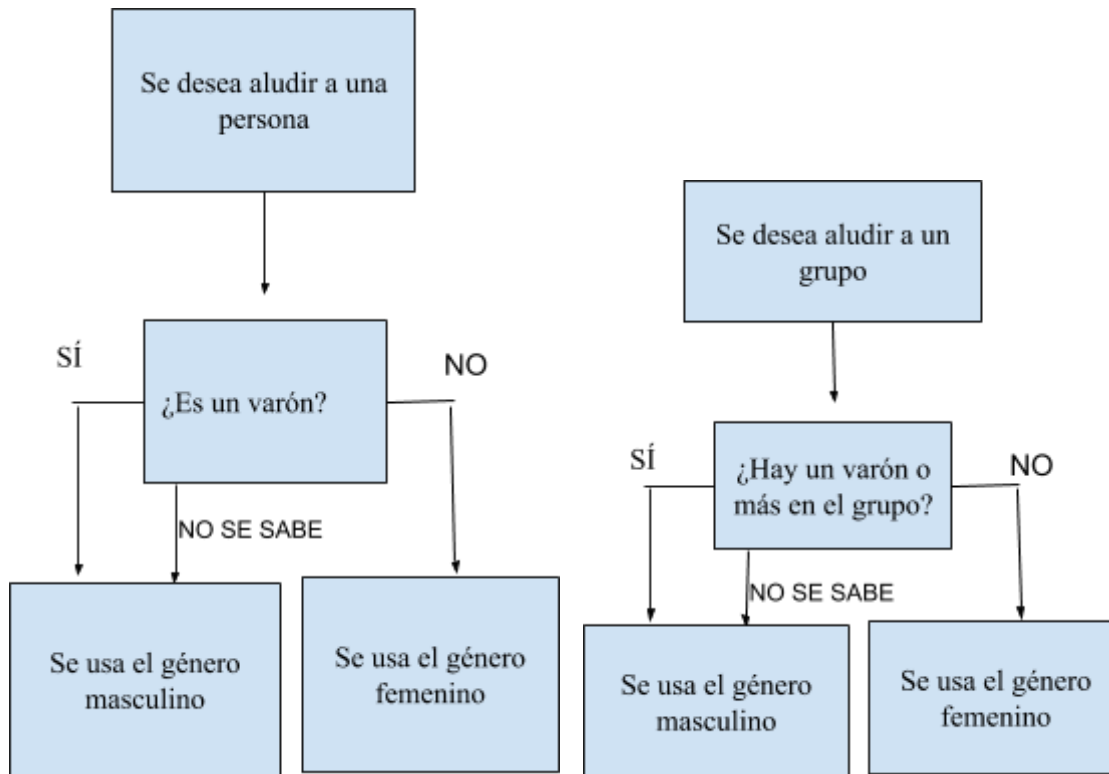 Se desea aludir a una
persona
¿Es un varón?
SÍ
NO
NO SE SABE
Se usa el género
masculino
Se usa el género
femenino
Se desea aludir a un
grupo
¿Hay un varón o
más en el grupo?
SÍ
NO
NO SE SABE
Se usa el género
masculino
Se usa el género
femenino